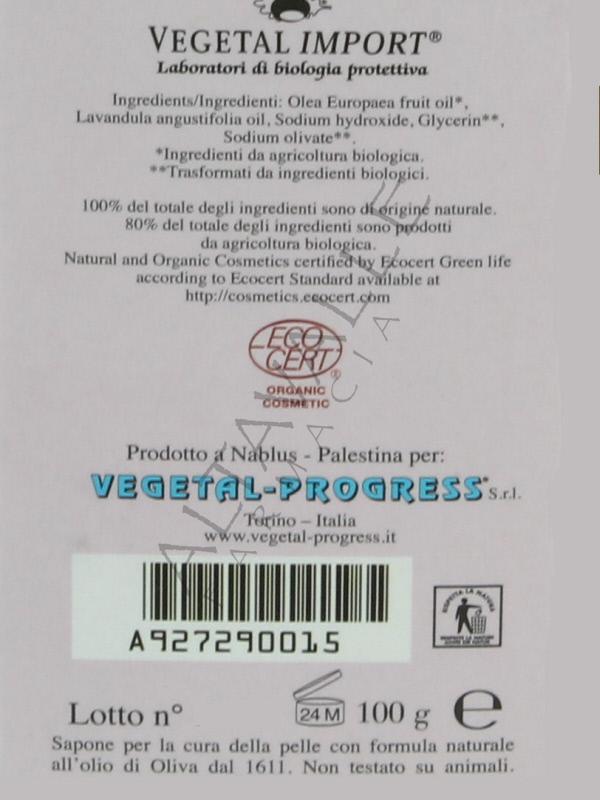 VEGETAL IMPORT®
Laboratori di biologia protettiva
Ingredients/Ingredienti: Olea Europaea fruit oil*,
Lavandula angustifolia oil, Sodium hydroxide, Glycerin**,
Sodium olivate**.
*Ingredienti da agricoltura biologica.
**Trasformati da ingredienti biologici.
100% del totale degli ingredienti sono di origine naturale.
80% del totale degli ingredienti sono prodotti
da agricoltura biologica.
Natural and Organic Cosmetics certified by Ecocert Green life
according to Ecocert Standard available at
http://cosmetics.ecocert.com
ECO
CERT®
ORGANIC
COSMETIC
Prodotto a Nablus - Palestina per:
VEGETAL-PROGRESS® S.r.l.
Torino – Italia
www.vegetal-progress.it
A927290015
RISPETTA LA NATURA
Lotto n°
24 M
100 g e
Sapone per la cura della pelle con formula naturale
all'olio di Oliva dal 1611. Non testato su animali.
ALTAVALLE
FARMACIA